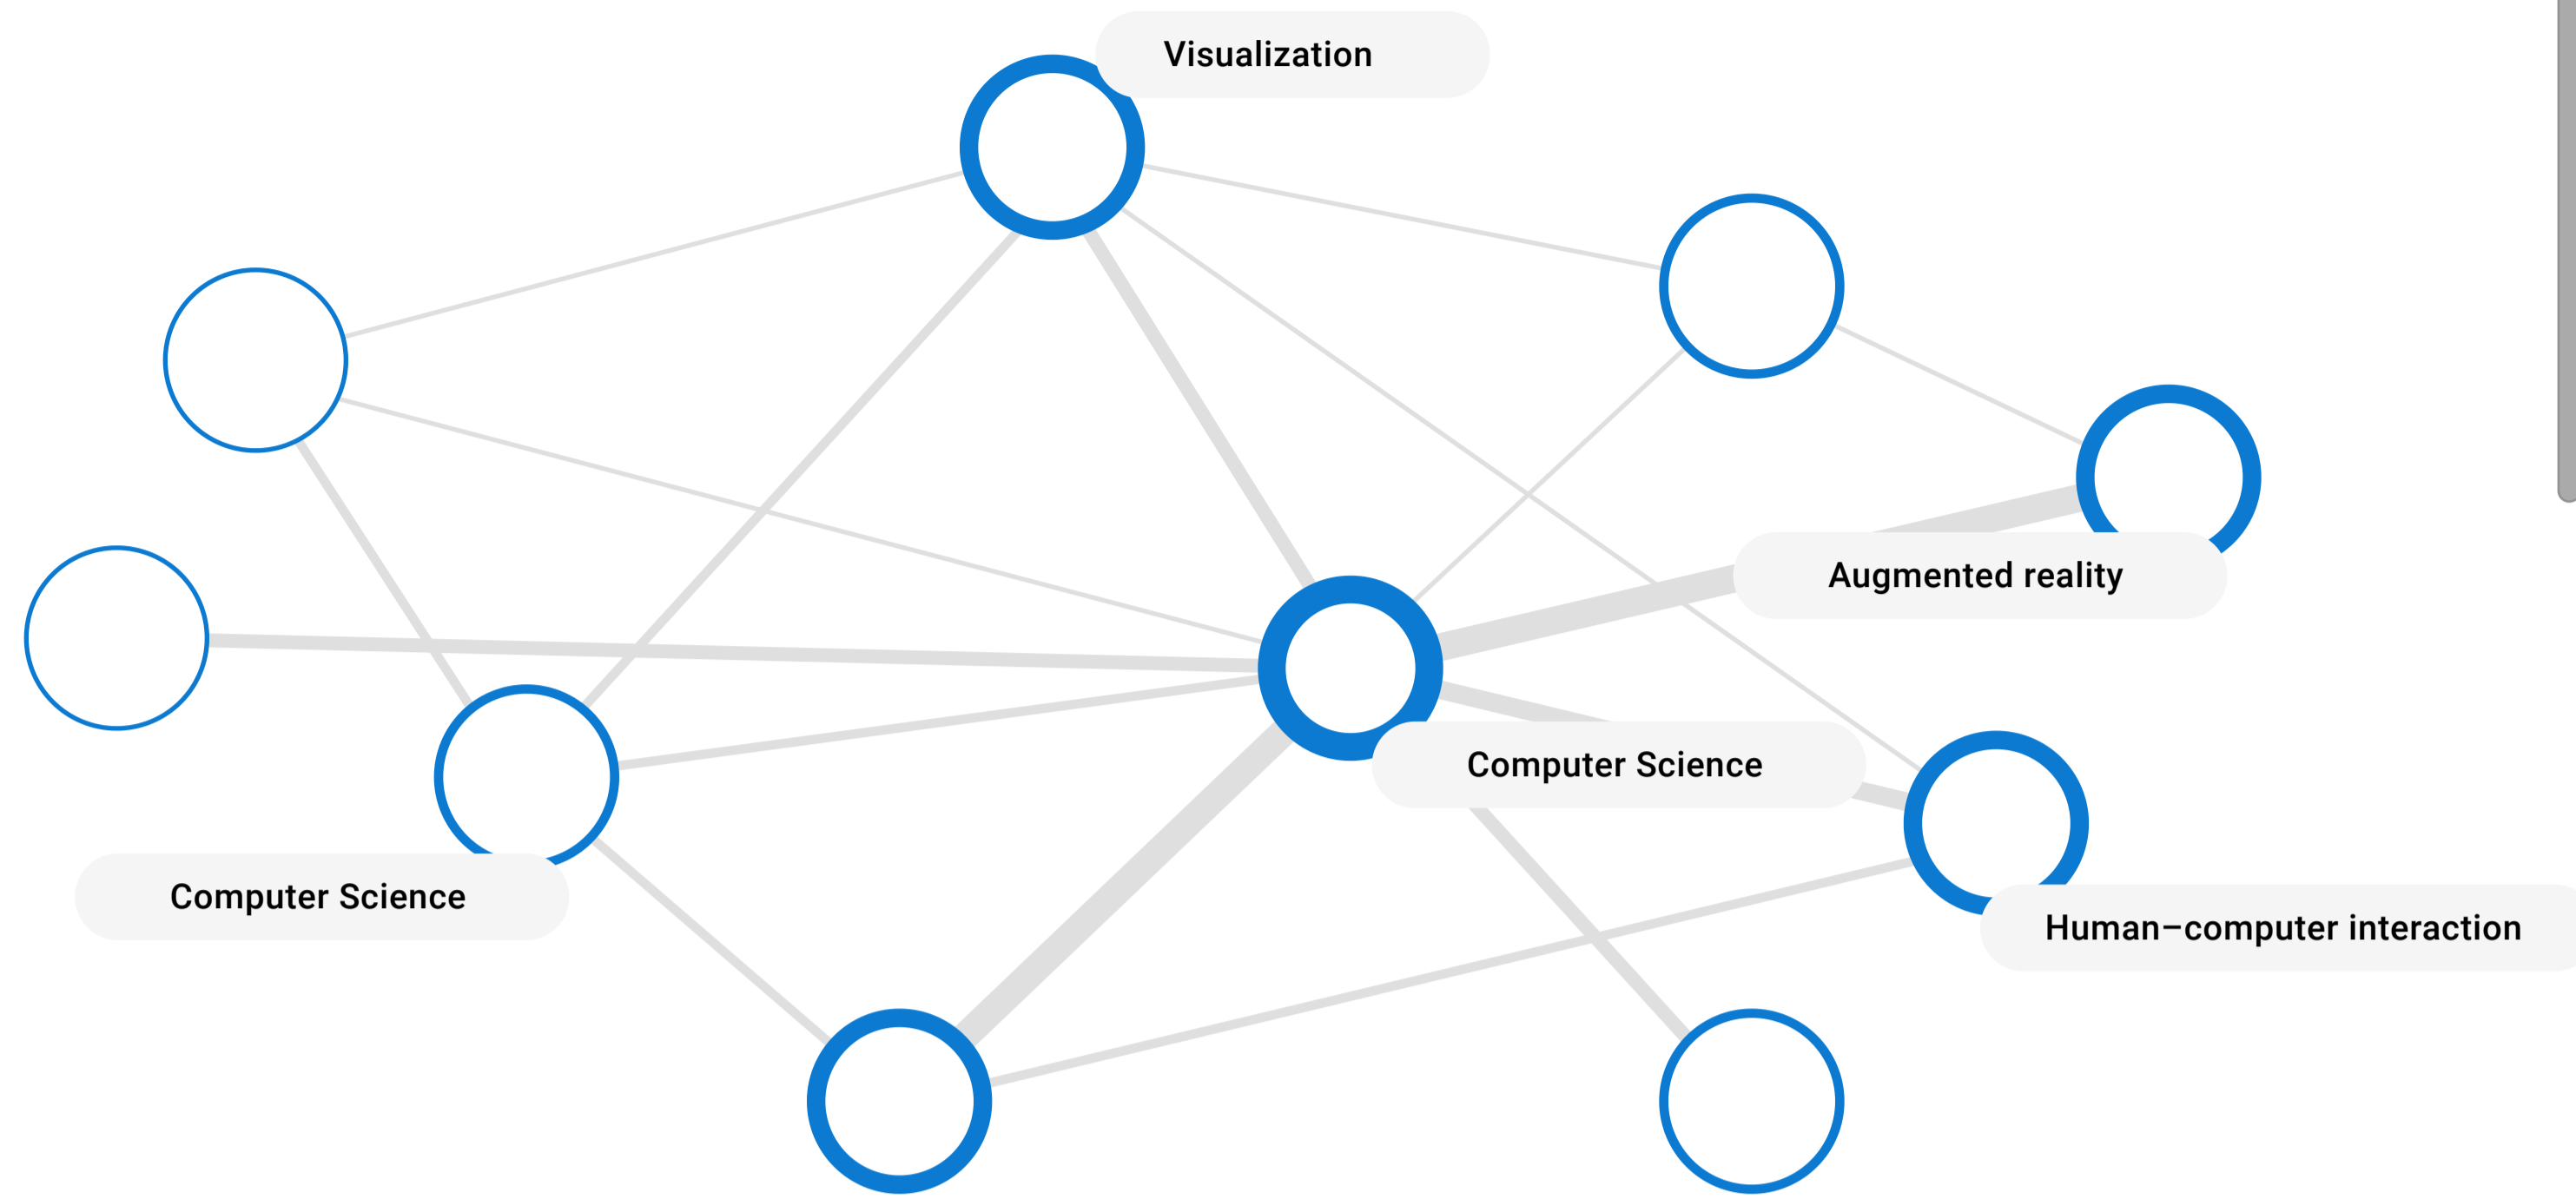 Visualization
Augmented reality
Computer Science
Computer Science
Human–computer interaction